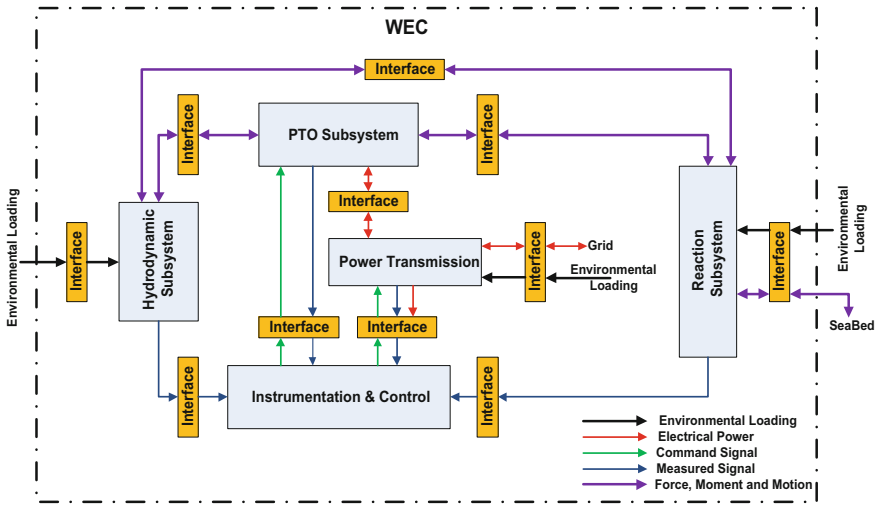 WEC
Interface
Interface
PTO Subsystem
Interface
Interface
Environmental Loading
Interface
Hydrodynamic
Subsystem
Power Transmission
Interface
Grid
Environmental
Loading
Reaction
Subsystem
Interface
Environmental
Loading
SeaBed
Interface
Interface
Interface
Instrumentation & Control
Interface
Environmental Loading
Electrical Power
Command Signal
Measured Signal
Force, Moment and Motion